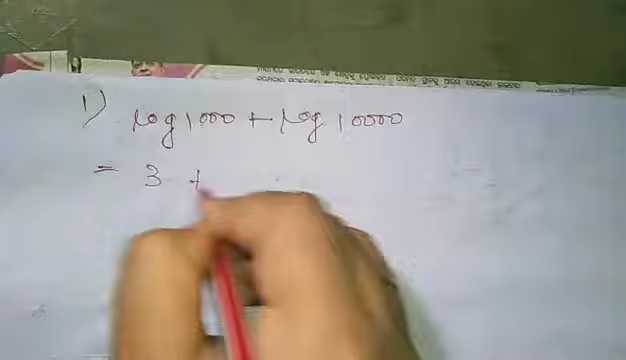 1) log 1000 + log 10000
= 3 +